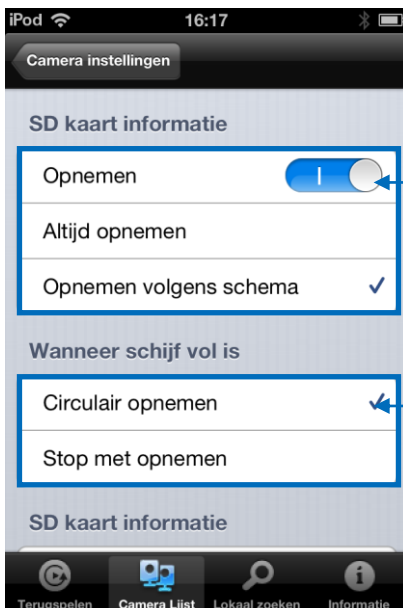 iPod 16:17
Camera instellingen
SD kaart informatie
Opnemen
Altijd opnemen
Opnemen volgens schema
Wanneer schijf vol is
Circulair opnemen
Stop met opnemen
SD kaart informatie
Terugspelen Camera Lijst Lokaal zoeken Informatie